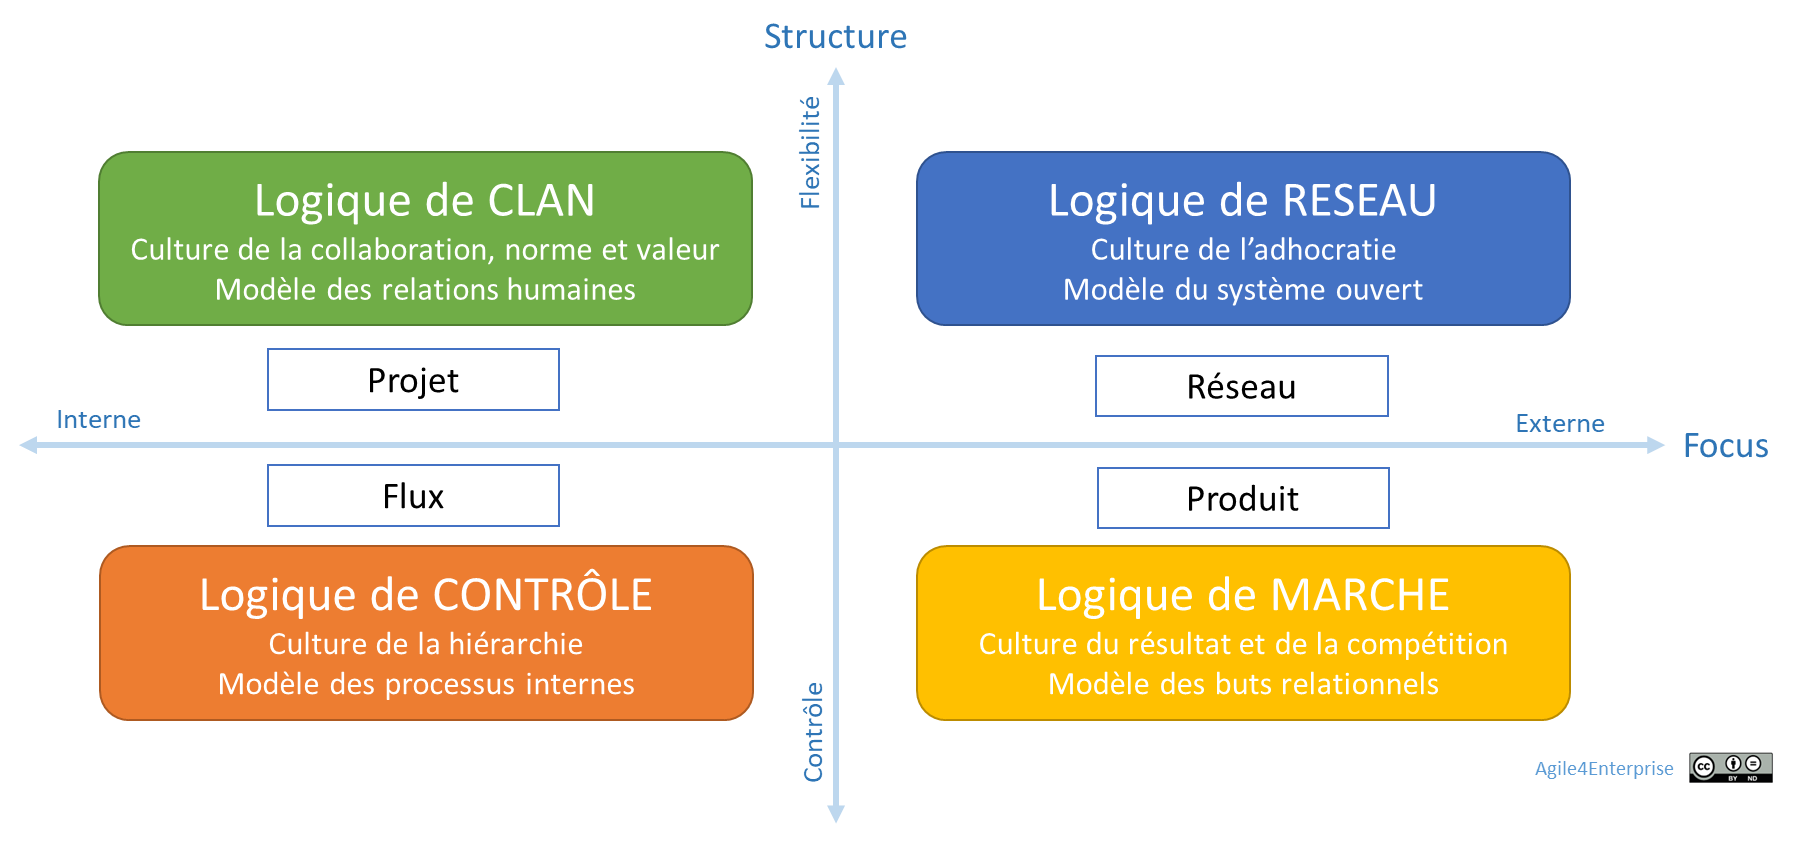 Structure
Flexibilité
Logique de CLAN
Culture de la collaboration, norme et valeur
Modèle des relations humaines
Logique de RESEAU
Culture de l’adhocratie
Modèle du système ouvert
Projet
Réseau
Interne
Externe
Focus
Flux
Produit
Logique de CONTRÔLE
Culture de la hiérarchie
Modèle des processus internes
Logique de MARCHE
Culture du résultat et de la compétition
Modèle des buts relationnels
Contrôle
Agile4Enterprise
cc
BY ND